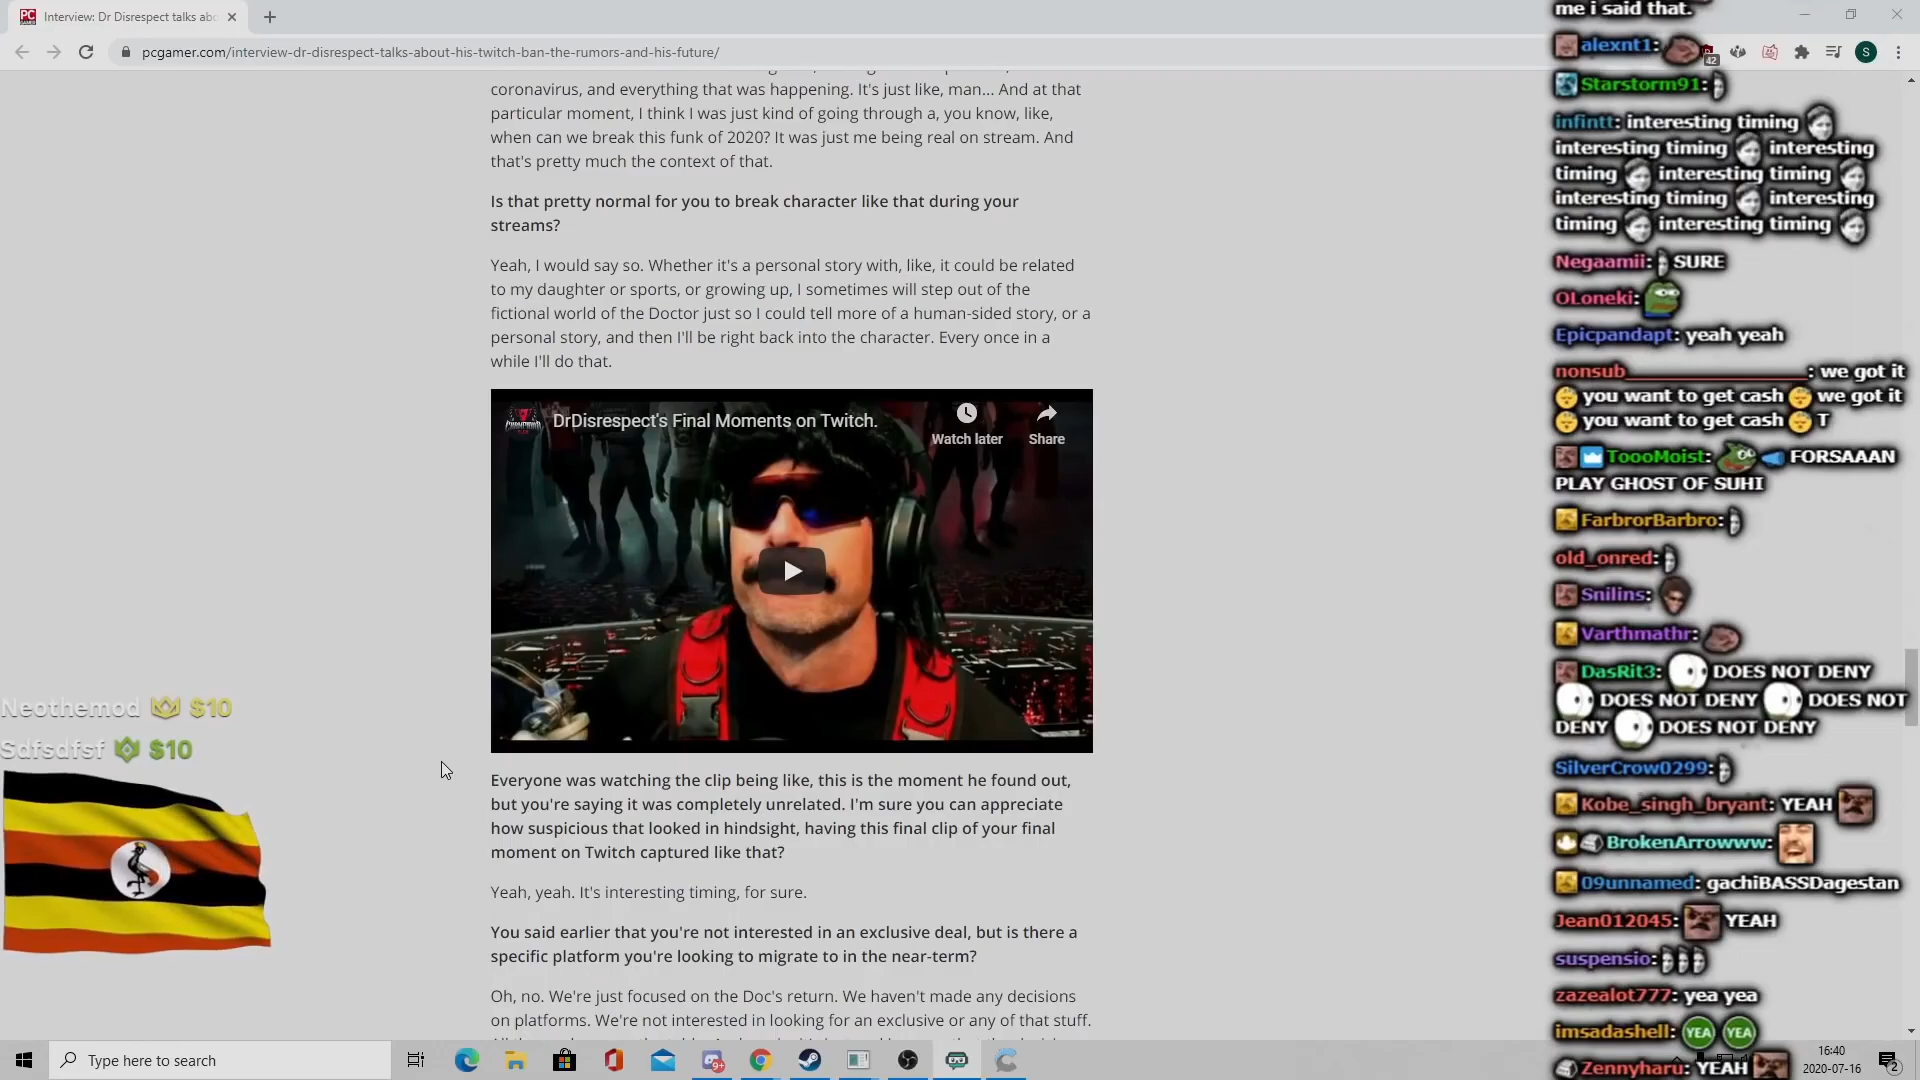 Interview: Dr Disrespect talks abo
pcgamer.com/interview-dr-disrespect-talks-about-his-twitch-ban-the-rumors-and-his-future/
42
S
coronavirus, and everything that was happening. It's just like, man... And at that
particular moment, I think I was just kind of going through a, you know, like,
when can we break this funk of 2020? It was just me being real on stream. And
that's pretty much the context of that.
Is that pretty normal for you to break character like that during your
streams?
Yeah, I would say so. Whether it's a personal story with, like, it could be related
to my daughter or sports, or growing up, I sometimes will step out of the
fictional world of the Doctor just so I could tell more of a human-sided story, or a
personal story, and then I'll be right back into the character. Every once in a
while I'll do that.
DrDisrespect's Final Moments on Twitch.
Watch later
Share
Everyone was watching the clip being like, this is the moment he found out,
but you're saying it was completely unrelated. I'm sure you can appreciate
how suspicious that looked in hindsight, having this final clip of your final
moment on Twitch captured like that?
Yeah, yeah. It's interesting timing, for sure.
You said earlier that you're not interested in an exclusive deal, but is there a
specific platform you're looking to migrate to in the near-term?
Oh, no. We're just focused on the Doc's return. We haven't made any decisions
on platforms. We're not interested in looking for an exclusive or any of that stuff.
Neothemod $10
Sdfsdfsf $10
me i said that.
alexnt1:
Starstorm91:
infintt: interesting timing
interesting timing interesting
timing interesting timing
interesting timing interesting
timing interesting timing
Negaamii: SURE
OLoneki:
Epicpandapt: yeah yeah
nonsub____________________: we got it
you want to get cash we got it
you want to get cash T
ToooMoist: FORSAAAN
PLAY GHOST OF SUHI
FarbrorBarbro:
old_onred:
Snilins:
Varthmathr:
DasRit3: DOES NOT DENY
DOES NOT DENY DOES NOT
DENY DOES NOT DENY
SilverCrow0299:
Kobe_singh_bryant: YEAH
BrokenArrowww:
09unnamed: gachiBASSDagestan
Jean012045: YEAH
suspensio:
zazealot777: yea yea
imsadashell: YEA YEA
Zennyharu: YEAH
Type here to search
9+
16:40
2020-07-16
2